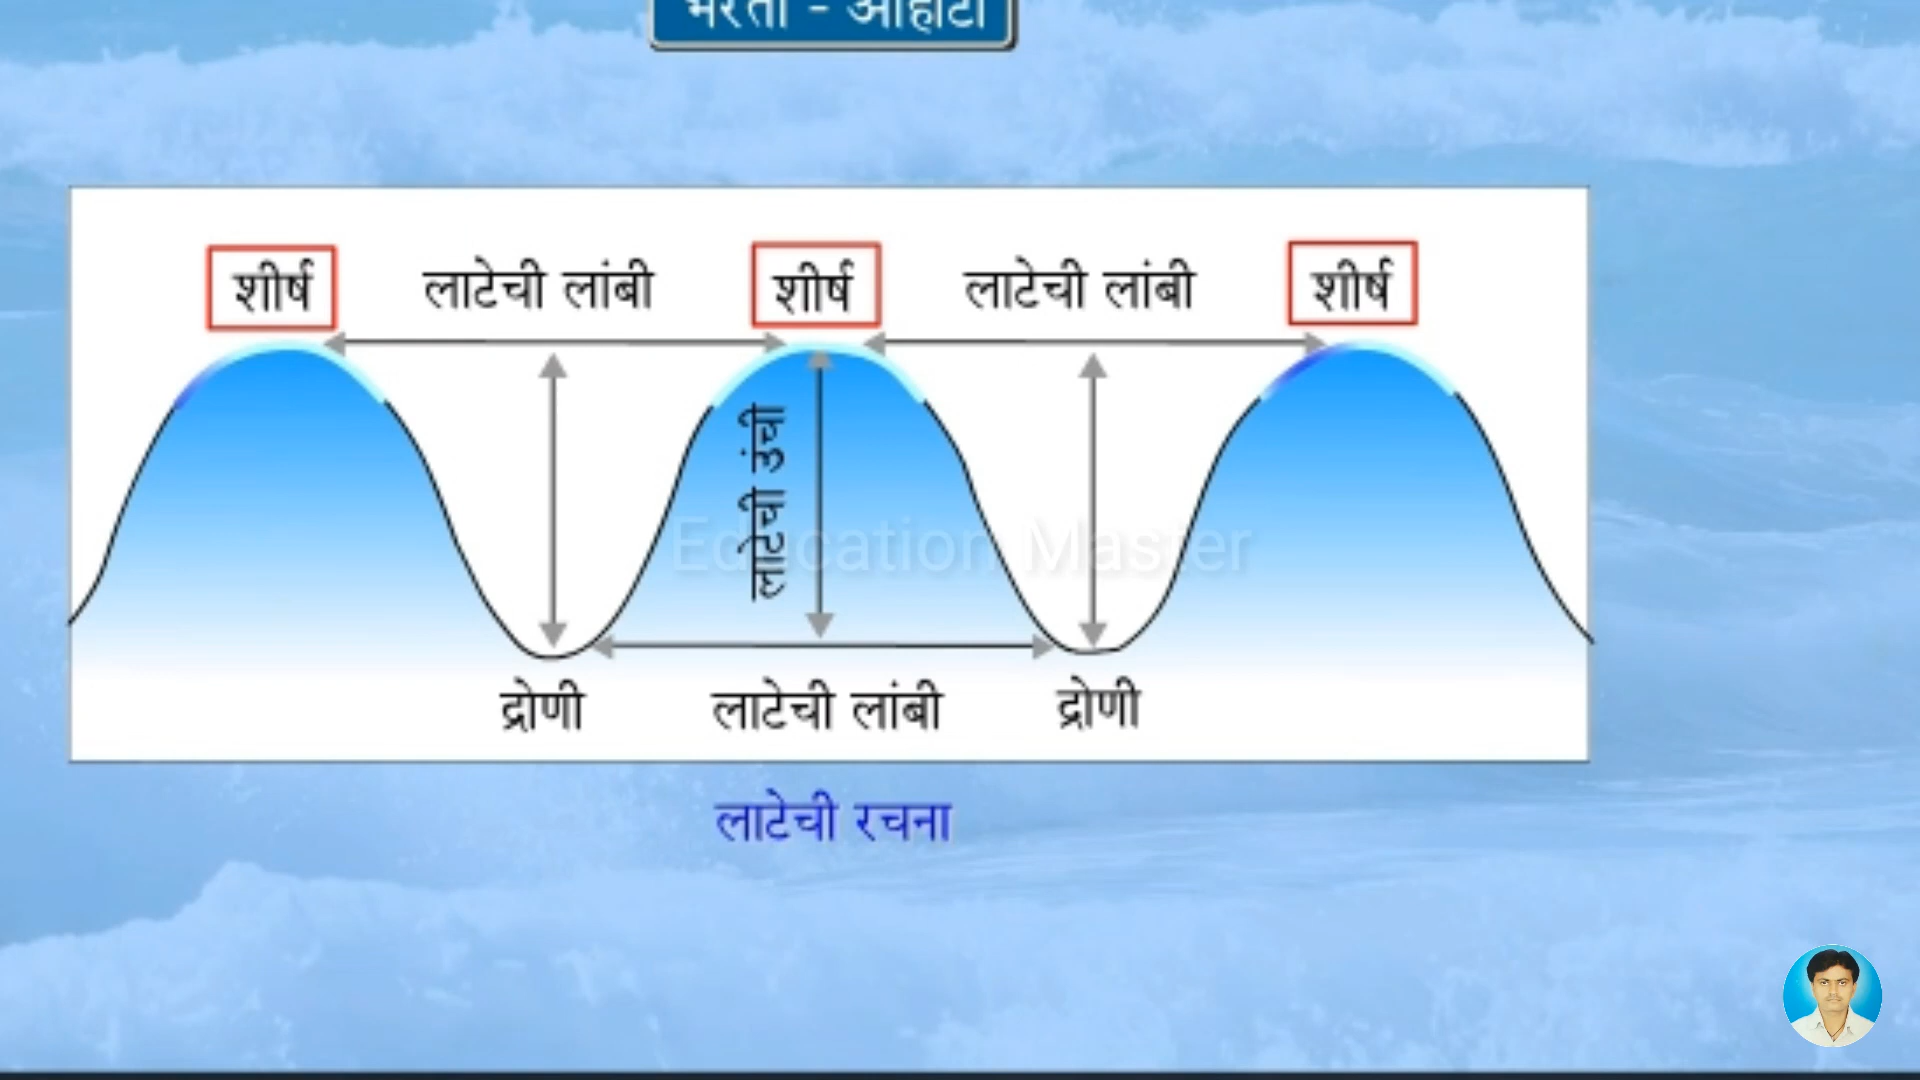 भरती - ओहोटी
शीर्ष लाटेची लांबी शीर्ष लाटेची लांबी शीर्ष
लाटेची उंची
Education Master
द्रोणी लाटेची लांबी द्रोणी
लाटेची रचना